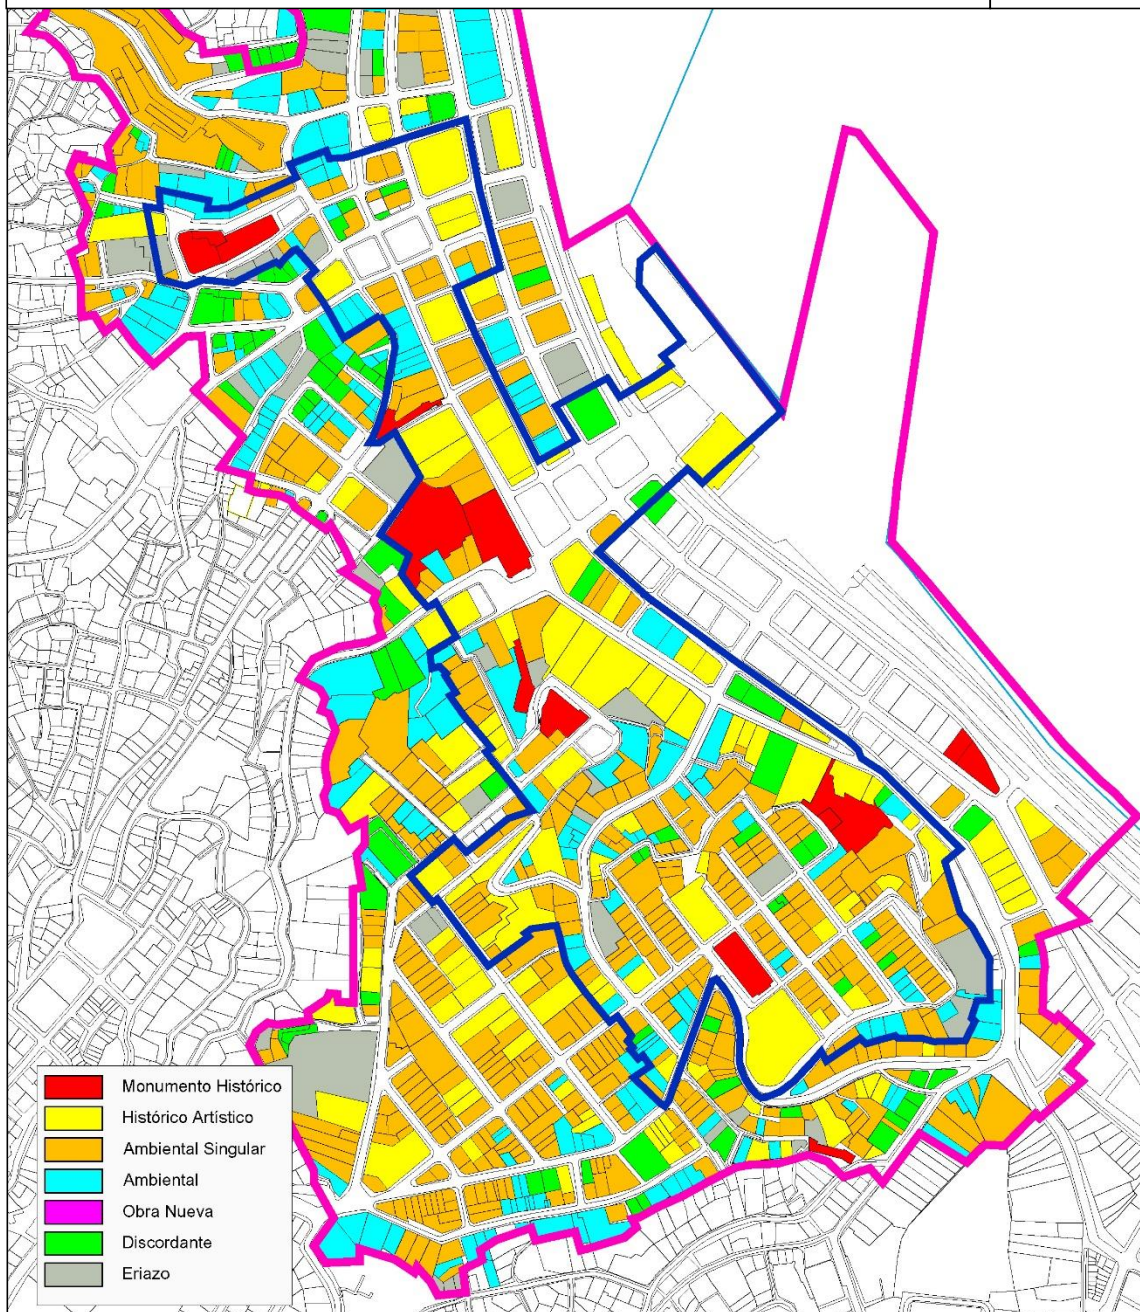 Monumento Histórico
Histórico Artístico
Ambiental Singular
Ambiental
Obra Nueva
Discordante
Eriazo